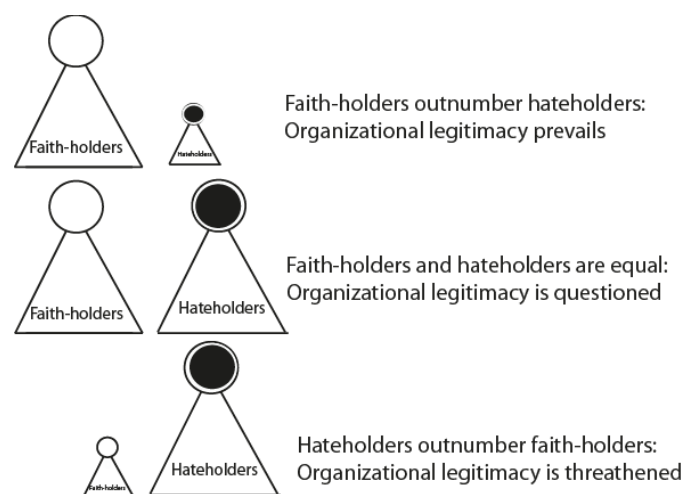 Faith-holders
Hateholders
Faith-holders outnumber hateholders:
Organizational legitimacy prevails
Faith-holders
Hateholders
Faith-holders and hateholders are equal:
Organizational legitimacy is questioned
Faith-holders
Hateholders
Hateholders outnumber faith-holders:
Organizational legitimacy is threathened